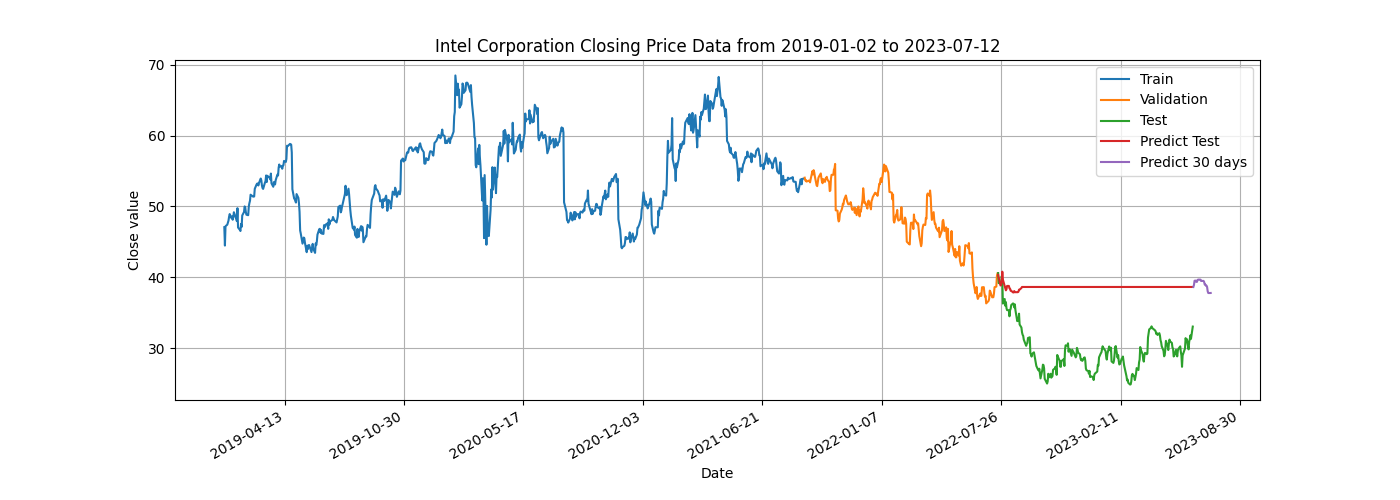 Intel Corporation Closing Price Data from 2019-01-02 to 2023-07-12
70
60
50
40
30
Close value
Train
Validation
Test
Predict Test
Predict 30 days
2019-04-13
2019-10-30
2020-05-17
2020-12-03
2021-06-21
2022-01-07
2022-07-26
2023-02-11
2023-08-30
Date